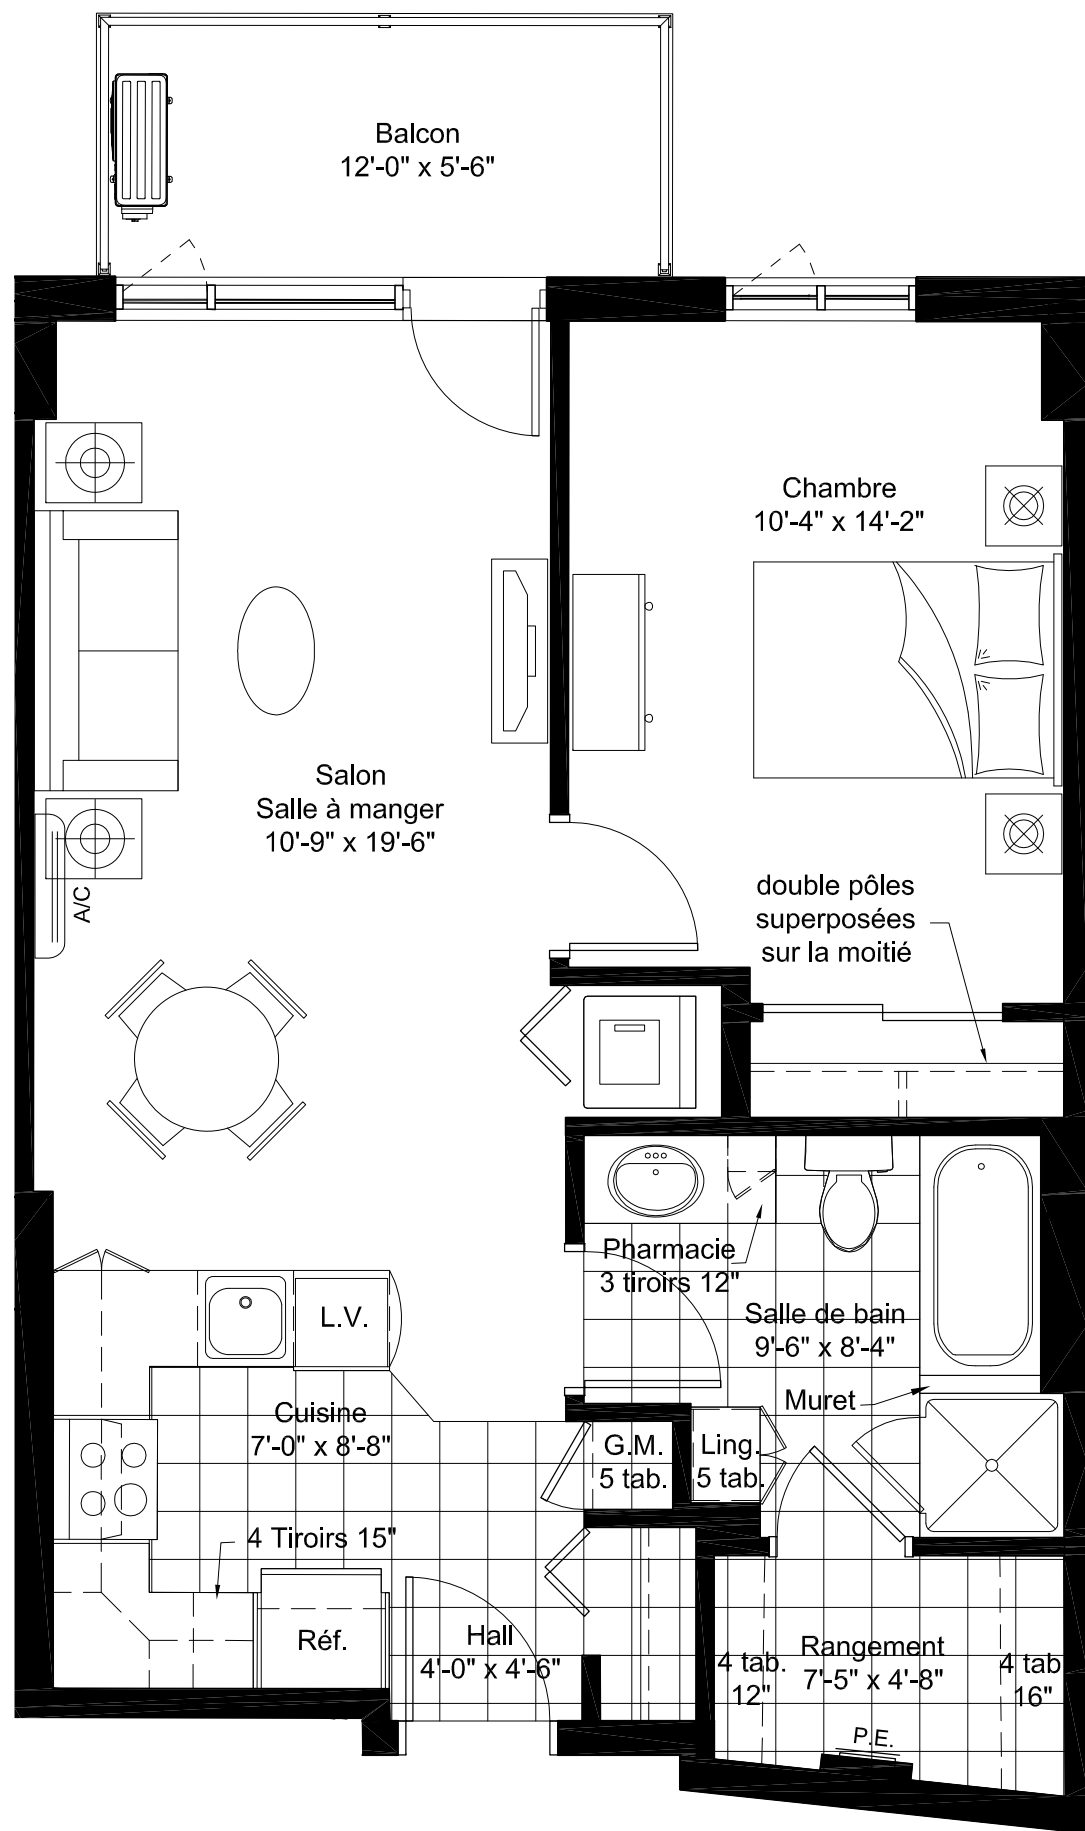 Balcon
12'-0" x 5'-6"
Chambre
10'-4" x 14'-2"
Salon
Salle à manger
10'-9" x 19'-6"
A/C
double pôles
superposées
sur la moitié
Pharmacie
3 tiroirs 12"
L.V.
Salle de bain
9'-6" x 8'-4"
Muret
Cuisine
7'-0" x 8'-8"
G.M.
5 tab.
Ling.
5 tab.
4 Tiroirs 15"
Réf.
Hall
4'-0" x 4'-6"
4 tab.
12"
Rangement
7'-5" x 4'-8"
4 tab
16"
P.E.